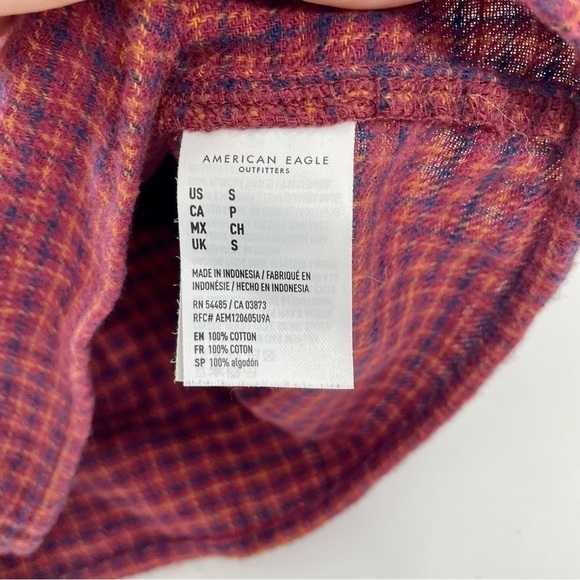 AMERICAN EAGLE
OUTFITTERS
US S
CA P
MX CH
UK S
MADE IN INDONESIA / FABRIQUÉ EN
INDONÉSIE / HECHO EN INDONESIA
RN 54485 / CA 03873
RFC# AEM120605U9A
EN 100% COTTON
FR 100% COTON
SP 100% algodón